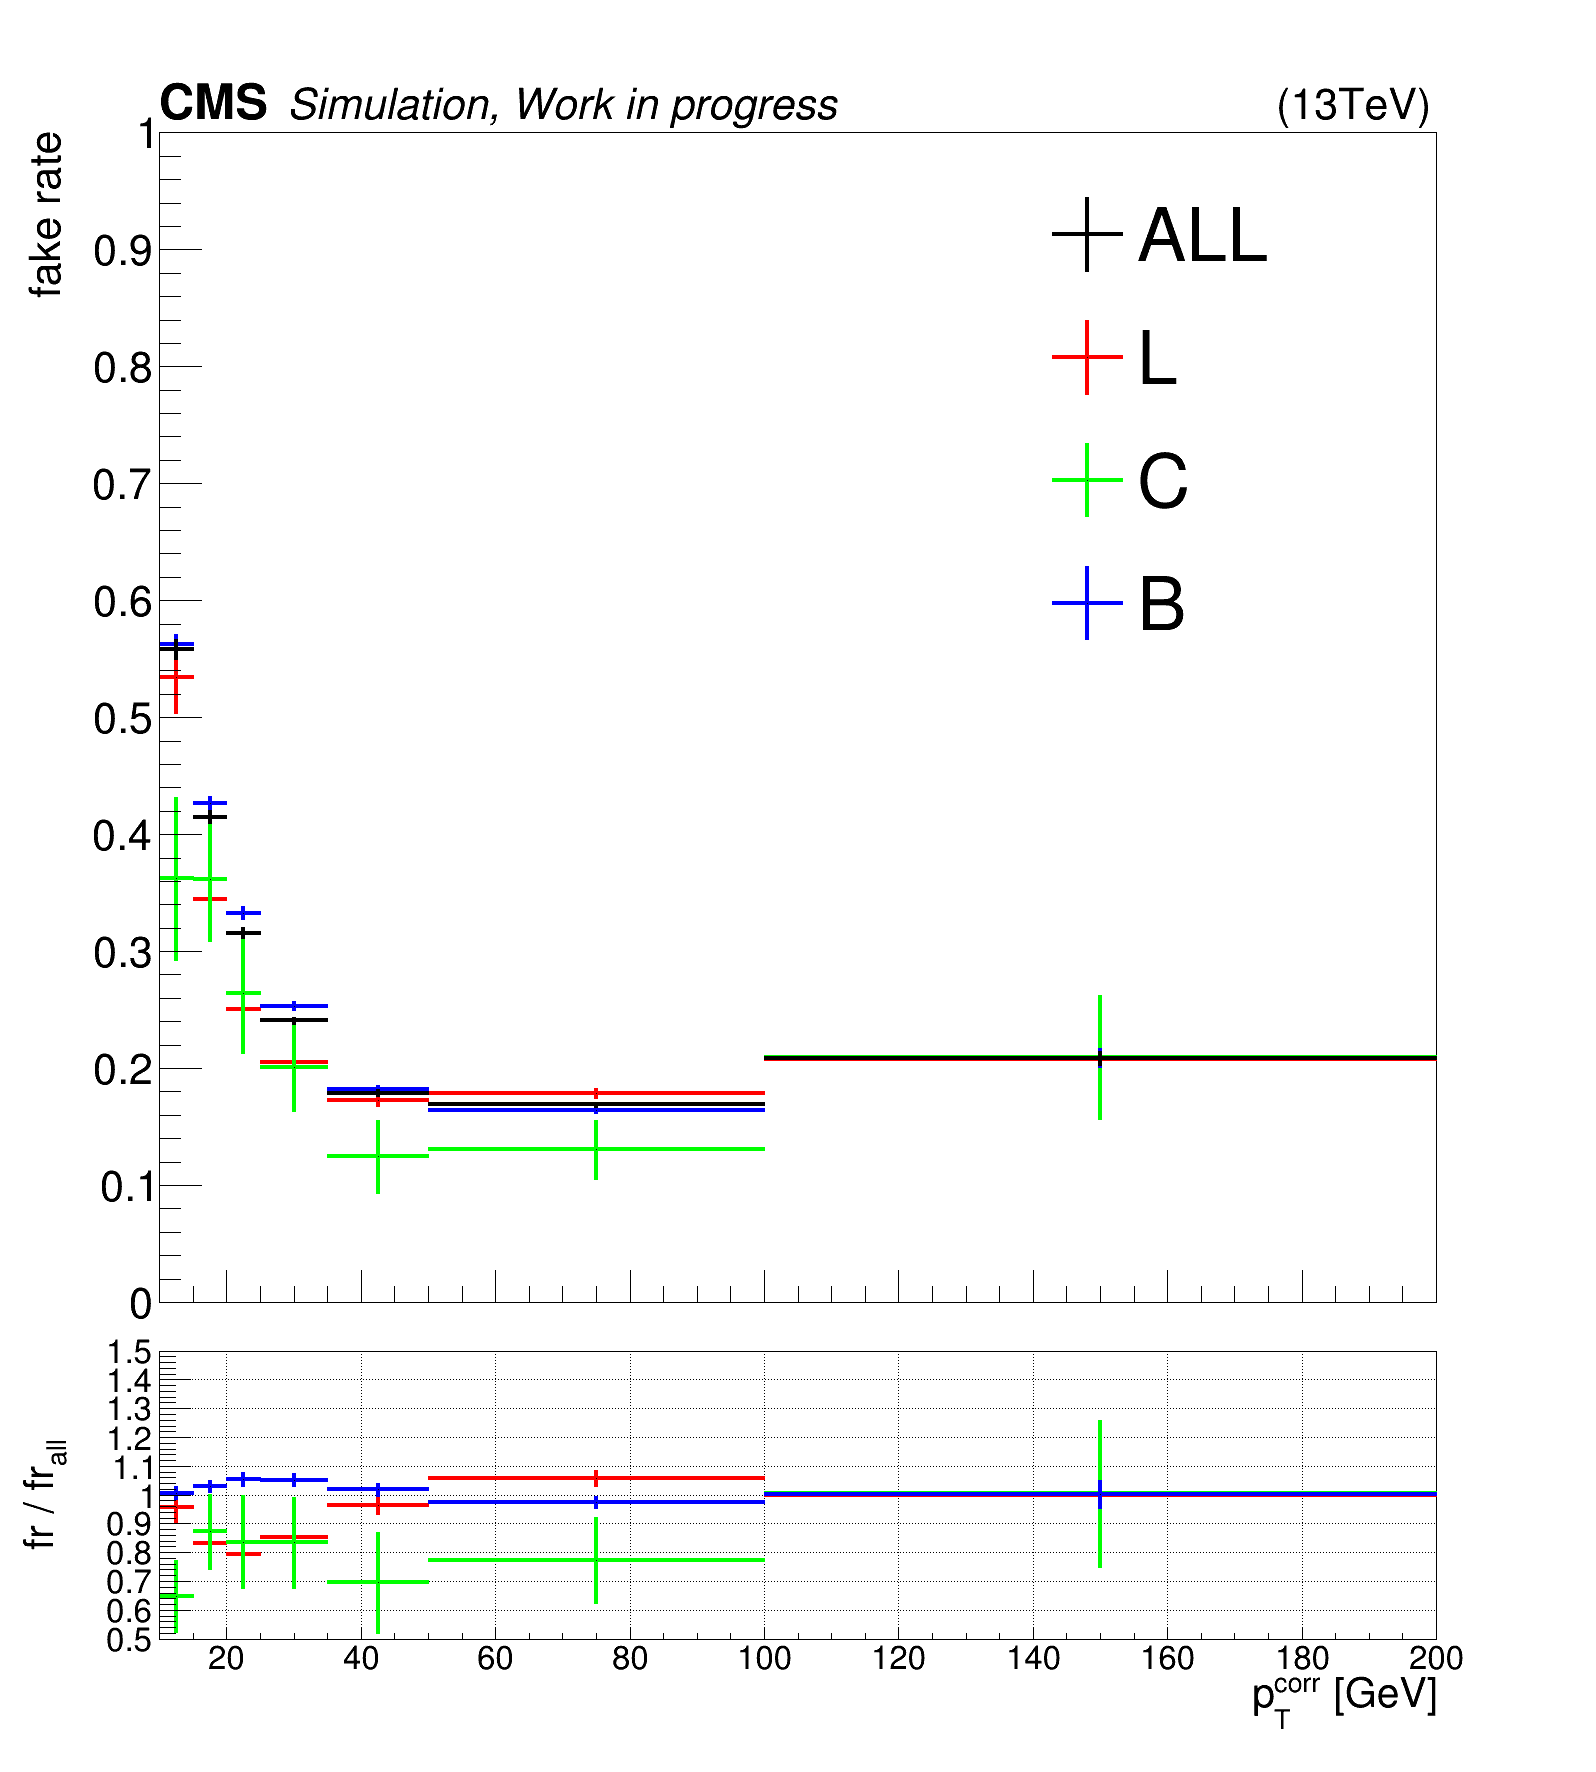 CMS Simulation, Work in progress (13TeV)
fake rate
1
0.9
0.8
0.7
0.6
0.5
0.4
0.3
0.2
0.1
0
ALL
L
C
B
fr / fr_all
1.5
1.4
1.3
1.2
1.1
1
0.9
0.8
0.7
0.6
0.5
20 40 60 80 100 120 140 160 180 200
p_T^corr [GeV]